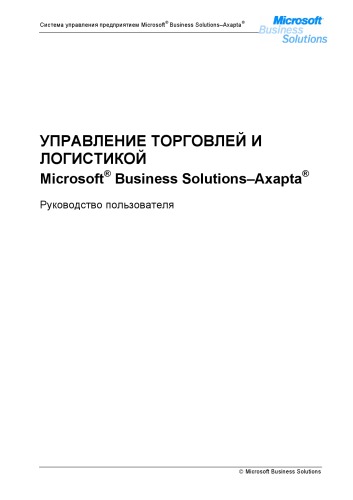 Система управления предприятием Microsoft® Business Solutions–Axapta®
Microsoft
Business
Solutions
УПРАВЛЕНИЕ ТОРГОВЛЕЙ И
ЛОГИСТИКОЙ
Microsoft® Business Solutions–Axapta®
Руководство пользователя
© Microsoft Business Solutions